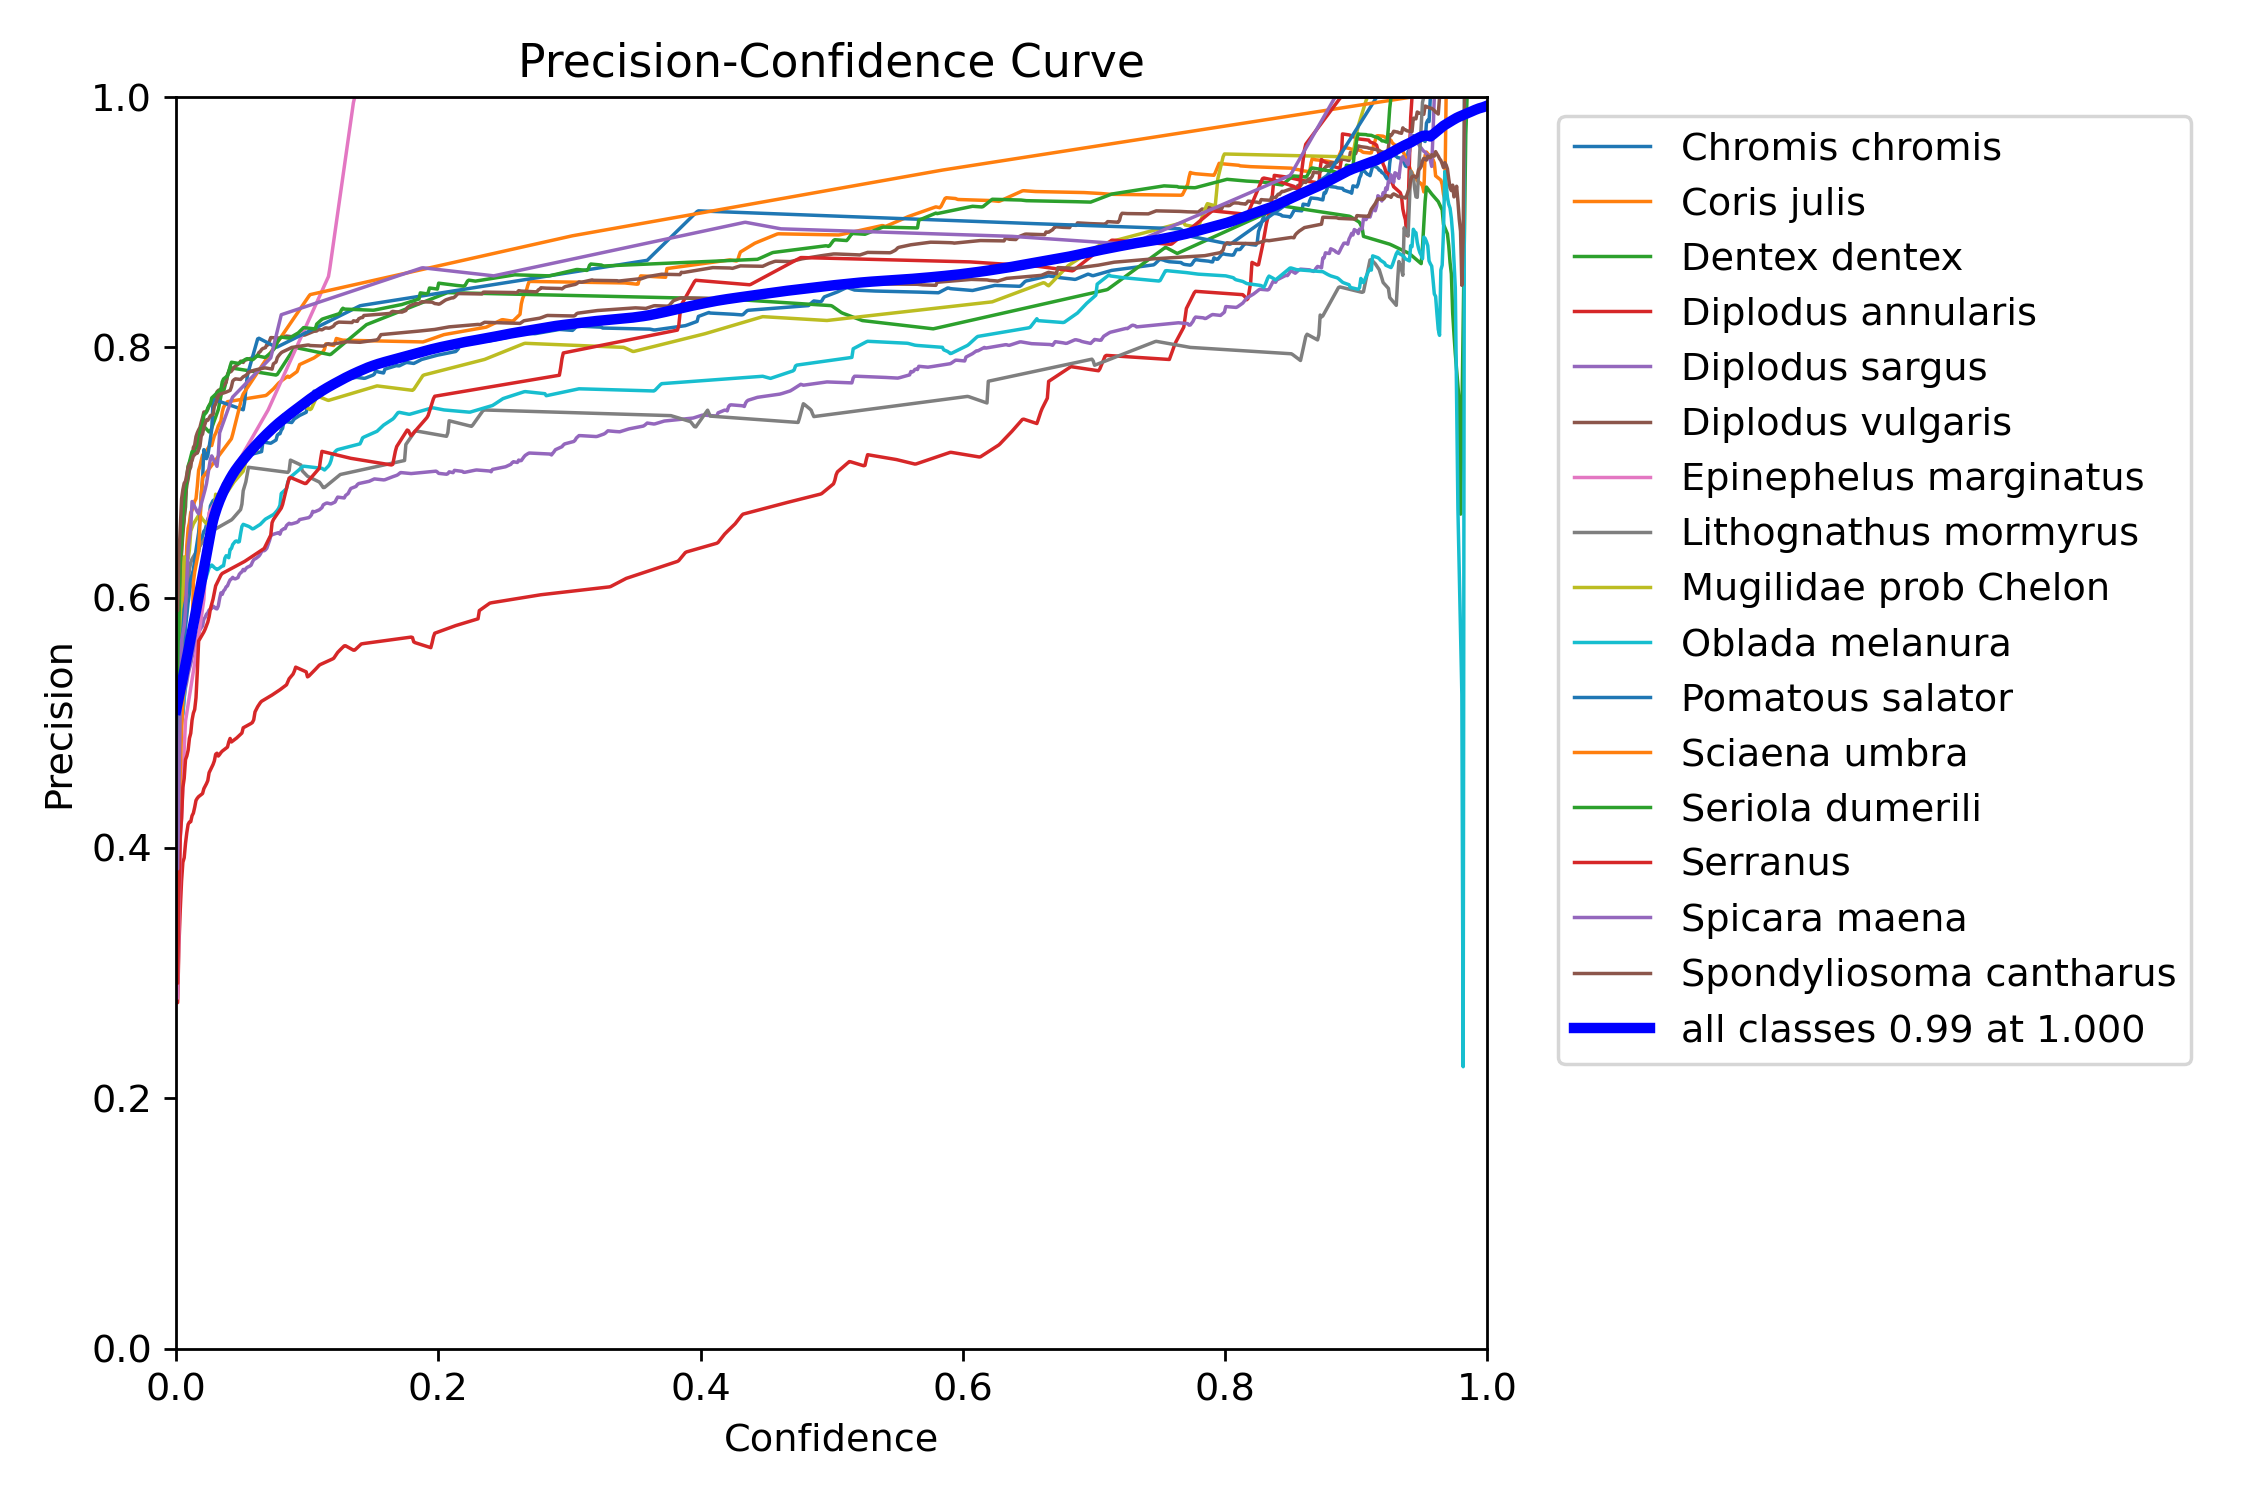 Precision-Confidence Curve
1.0
0.8
0.6
0.4
0.2
0.0
Precision
0.0 0.2 0.4 0.6 0.8 1.0
Confidence
Chromis chromis
Coris julis
Dentex dentex
Diplodus annularis
Diplodus sargus
Diplodus vulgaris
Epinephelus marginatus
Lithognathus mormyrus
Mugilidae prob Chelon
Oblada melanura
Pomatous salator
Sciaena umbra
Seriola dumerili
Serranus
Spicara maena
Spondyliosoma cantharus
all classes 0.99 at 1.000